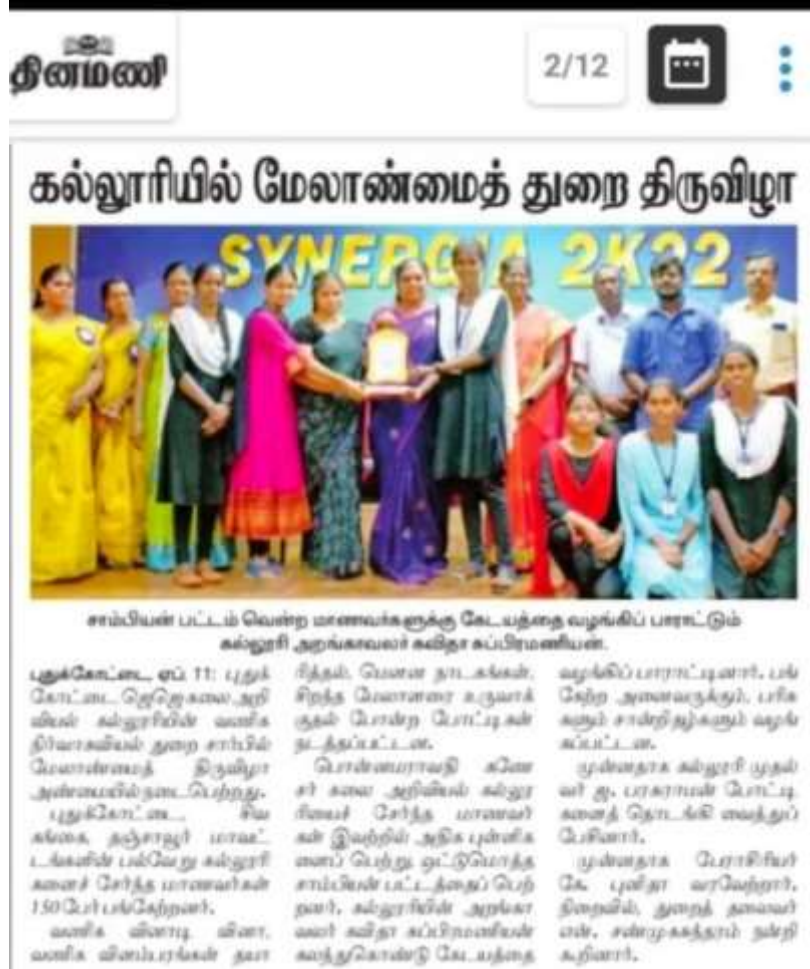 தினமணி
2/12
கல்லூரியில் மேலாண்மைத் துறை திருவிழா
SYNERGIA 2K22
சாம்பியன் பட்டம் வென்ற மாணவர்களுக்கு கேடயத்தை வழங்கிப் பாராட்டும்
கல்லூரி அறங்காவலர் கவிதா சுப்பிரமணியன்.
புதுக்கோட்டை, ஏப். 11: புதுக்
கோட்டை ஜெஜெ கலை அறி
வியல் கல்லூரியின் வணிக
நிர்வாகவியல் துறை சார்பில்
மேலாண்மைத் திருவிழா
அண்மையில் நடைபெற்றது.
புதுக்கோட்டை, சிவ
கங்கை, தஞ்சாவூர் மாவட்
டங்களின் பல்வேறு கல்லூரி
களைச் சேர்ந்த மாணவர்கள்
150 பேர் பங்கேற்றனர்.
வணிக வினாடி வினா,
வணிக விளம்பரங்கள் தயா
ரித்தல், மௌன நாடகங்கள்,
சிறந்த மேலாளரை உருவாக்
குதல் போன்ற போட்டிகள்
நடத்தப்பட்டன.
பொன்னமராவதி கணே
சர் கலை அறிவியல் கல்லூ
ரியைச் சேர்ந்த மாணவர்
கள் இவற்றில் அதிக புள்ளிக
ளைப் பெற்று, ஒட்டுமொத்த
சாம்பியன் பட்டத்தைப் பெற்
றனர். கல்லூரியின் அறங்கா
வலர் கவிதா சுப்பிரமணியன்
கலந்துகொண்டு கேடயத்தை
வழங்கிப் பாராட்டினார். பங்
கேற்ற அனைவருக்கும், பரிசு
களும் சான்றிதழ்களும் வழங்
கப்பட்டன.
முன்னதாக கல்லூரி முதல்
வர் ஜ. பரசுராமன் போட்டி
களைத் தொடங்கி வைத்துப்
பேசினார்.
முன்னதாக பேராசிரியர்
கே. புனிதா வரவேற்றார்.
நிறைவில், துறைத் தலைவர்
என். சண்முகசுந்தரம் நன்றி
கூறினார்.